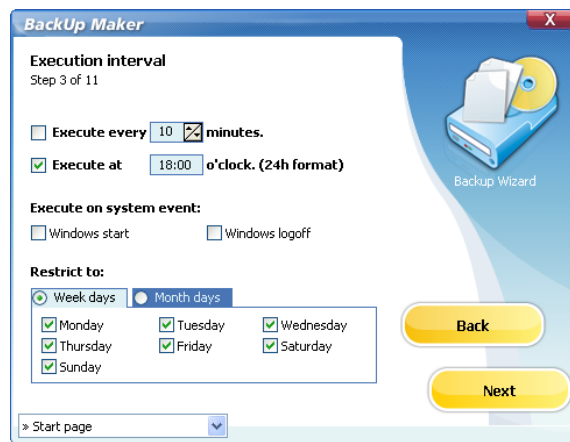 BackUp Maker
X
Execution interval
Step 3 of 11
Execute every 10 minutes.
Execute at 18:00 o'clock. (24h format)
Backup Wizard
Execute on system event:
Windows start Windows logoff
Restrict to:
Week days Month days
Monday Tuesday Wednesday
Thursday Friday Saturday
Sunday
Back
Next
» Start page